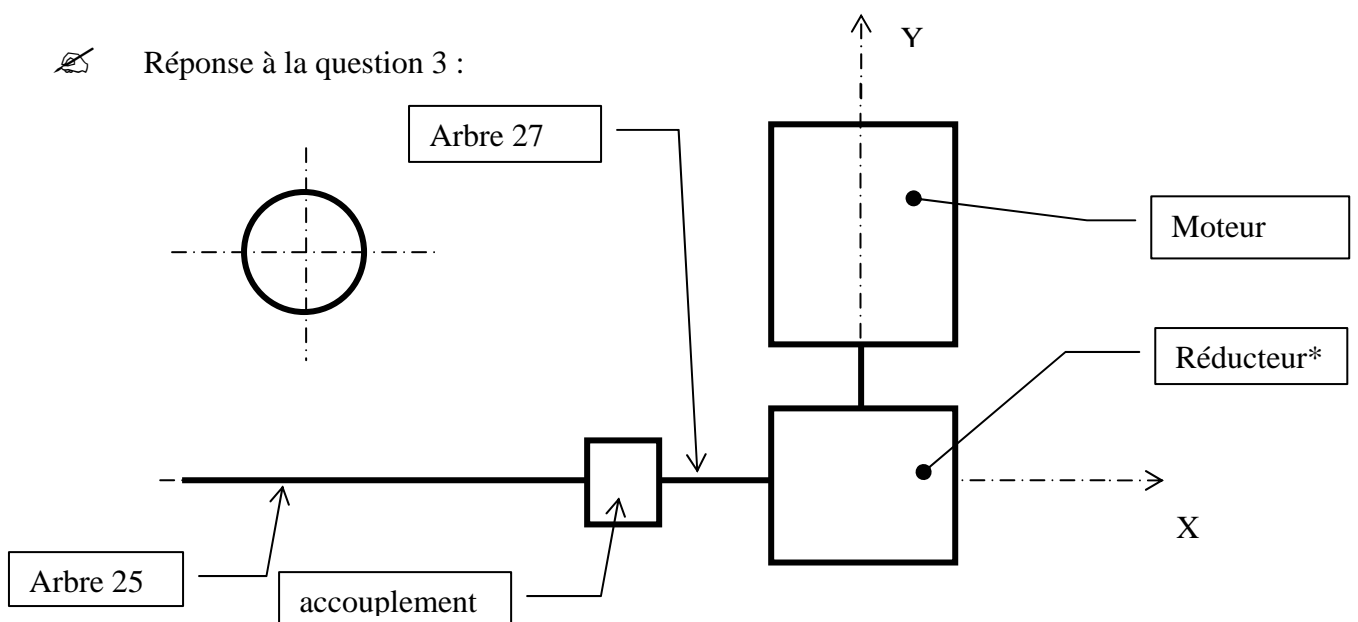 Y
Réponse à la question 3 :
Arbre 27
Moteur
Réducteur*
X
Arbre 25
accouplement